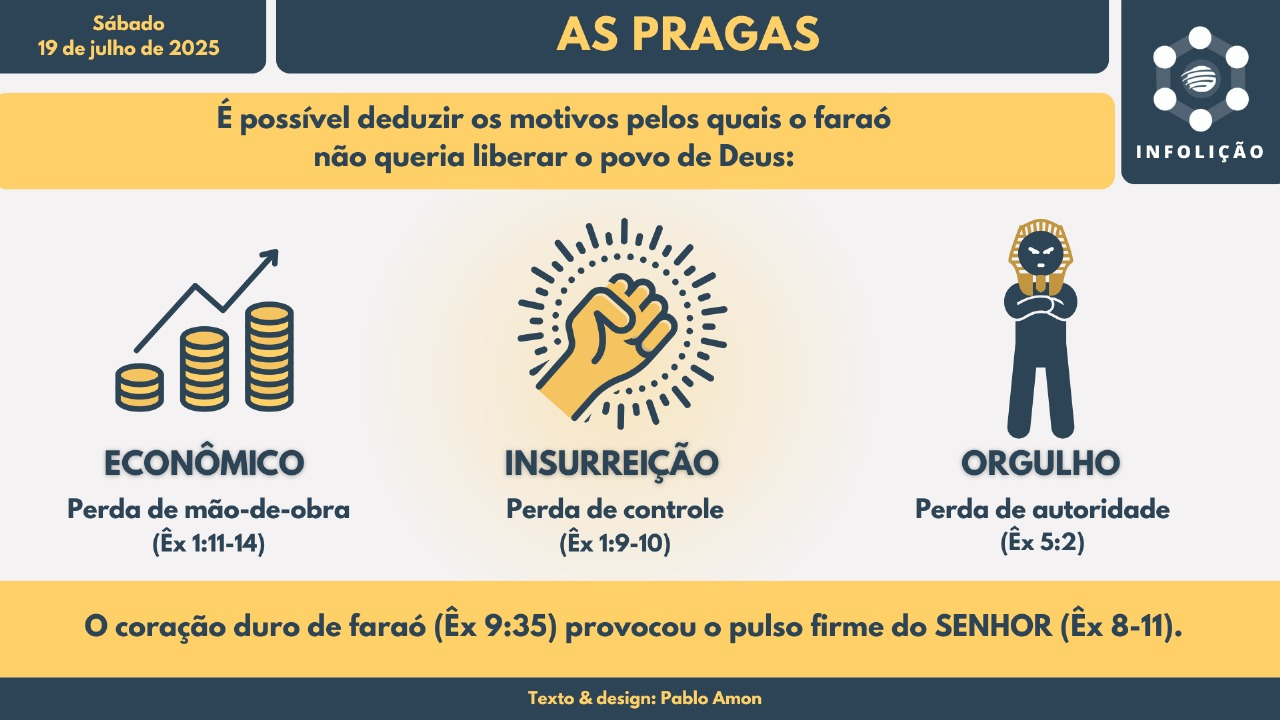 Sábado
19 de julho de 2025
AS PRAGAS
INFOLIÇÃO
É possível deduzir os motivos pelos quais o faraó
não queria liberar o povo de Deus:
ECONÔMICO
Perda de mão-de-obra
(Êx 1:11-14)
INSURREIÇÃO
Perda de controle
(Êx 1:9-10)
ORGULHO
Perda de autoridade
(Êx 5:2)
O coração duro de faraó (Êx 9:35) provocou o pulso firme do SENHOR (Êx 8-11).
Texto & design: Pablo Amon